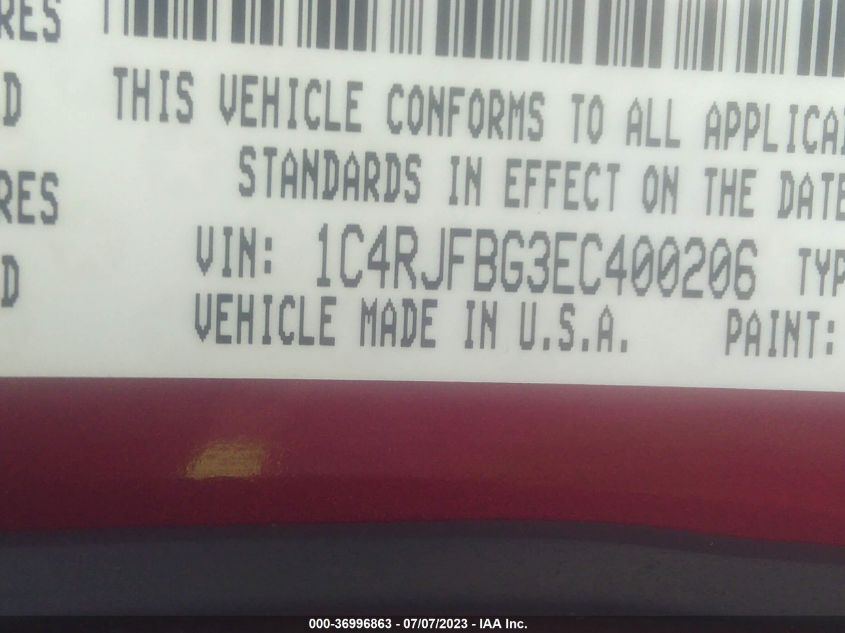 RES
THIS VEHICLE CONFORMS TO ALL
D
STANDARDS IN EFFECT ON THE DATE
RES
VIN: 1C4RJFBG3EC400206
D
VEHICLE MADE IN U.S.A. PAINT:
000-36996863 - 07/07/2023 - IAA Inc.